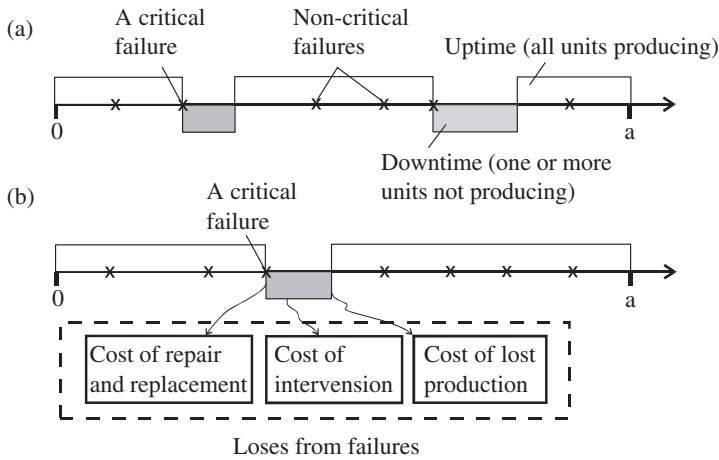 (a)
A critical
failure
Non-critical
failures
Uptime (all units producing)
x x x x x x
0
a
Downtime (one or more
units not producing)
(b)
A critical
failure
x x x x x x x
0
a
Cost of repair
and replacement
Cost of
intervension
Cost of lost
production
Loses from failures